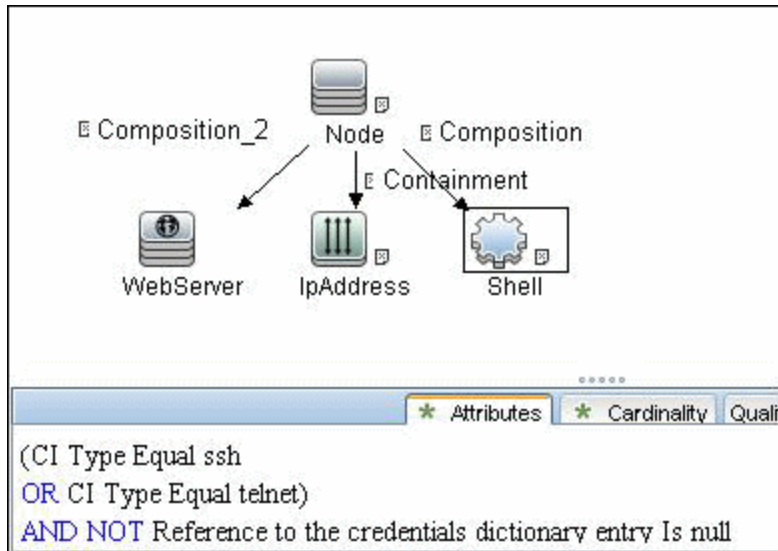 Composition_2
Node
Composition
Containment
WebServer
IpAddress
Shell
Attributes
Cardinality
Quali
(CI Type Equal ssh
OR CI Type Equal telnet)
AND NOT Reference to the credentials dictionary entry Is null